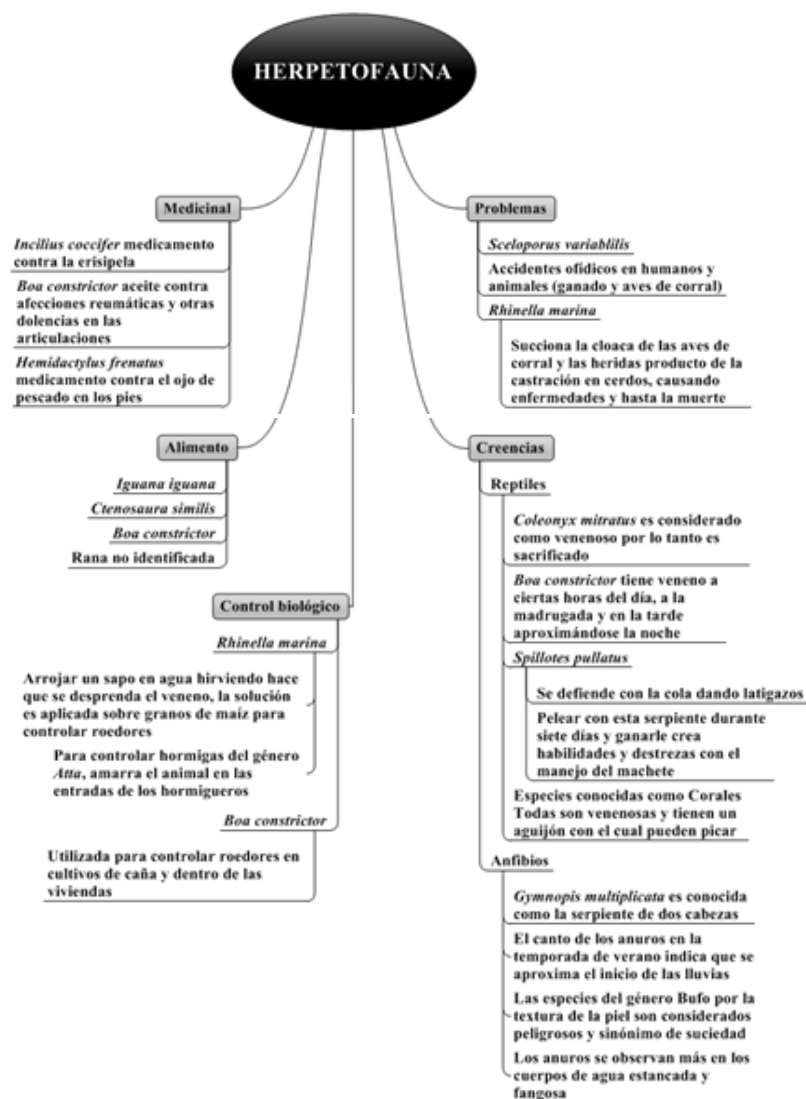 HERPETOFAUNA
Medicinal
Incilius coccifer medicamento
contra la erisipela
Boa constrictor aceite contra
afecciones reumáticas y otras
dolencias en las
articulaciones
Hemidactylus frenatus
medicamento contra el ojo de
pescado en los pies
Alimento
Iguana iguana
Ctenosaura similis
Boa constrictor
Rana no identificada
Control biológico
Rhinella marina
Arrojar un sapo en agua hirviendo hace
que se desprenda el veneno, la solución
es aplicada sobre granos de maíz para
controlar roedores
Para controlar hormigas del género
Atta, amarra el animal en las
entradas de los hormigueros
Boa constrictor
Utilizada para controlar roedores en
cultivos de caña y dentro de las
viviendas
Problemas
Sceloporus variablilis
Accidentes ofídicos en humanos y
animales (ganado y aves de corral)
Rhinella marina
Succiona la cloaca de las aves de
corral y las heridas producto de la
castración en cerdos, causando
enfermedades y hasta la muerte
Creencias
Reptiles
Coleonyx mitratus es considerado
como venenoso por lo tanto es
sacrificado
Boa constrictor tiene veneno a
ciertas horas del día, a la
madrugada y en la tarde
aproximándose la noche
Spillotes pullatus
Se defiende con la cola dando latigazos
Pelear con esta serpiente durante
siete días y ganarle crea
habilidades y destrezas con el
manejo del machete
Especies conocidas como Corales
Todas son venenosas y tienen un
aguijón con el cual pueden picar
Anfibios
Gymnopis multiplicata es conocida
como la serpiente de dos cabezas
El canto de los anuros en la
temporada de verano indica que se
aproxima el inicio de las lluvias
Las especies del género Bufo por la
textura de la piel son considerados
peligrosos y sinónimo de suciedad
Los anuros se observan más en los
cuerpos de agua estancada y
fangosa